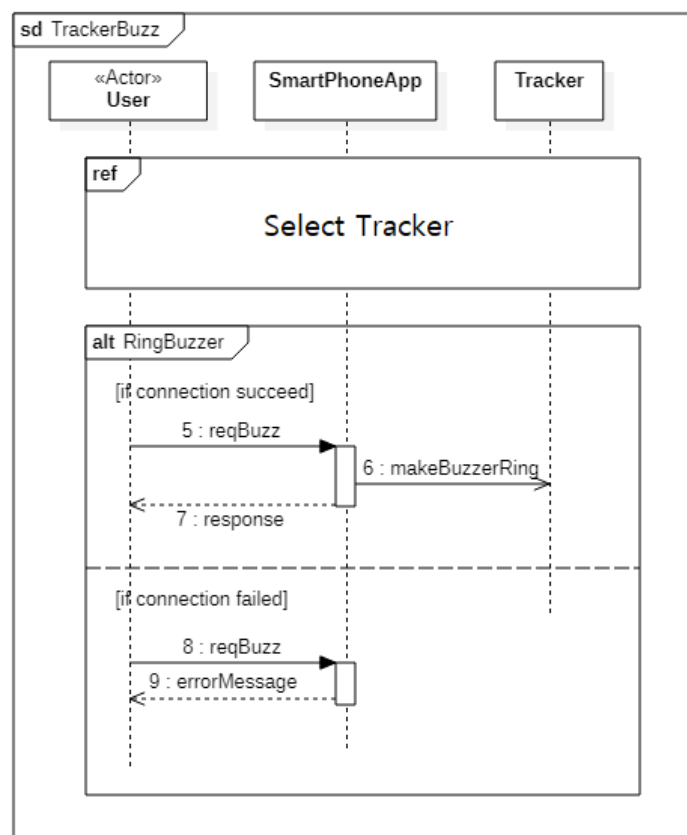 sd TrackerBuzz
«Actor»
User
SmartPhoneApp
Tracker
ref
Select Tracker
alt RingBuzzer
[if connection succeed]
5 : reqBuzz
6 : makeBuzzerRing
7 : response
[if connection failed]
8 : reqBuzz
9 : errorMessage